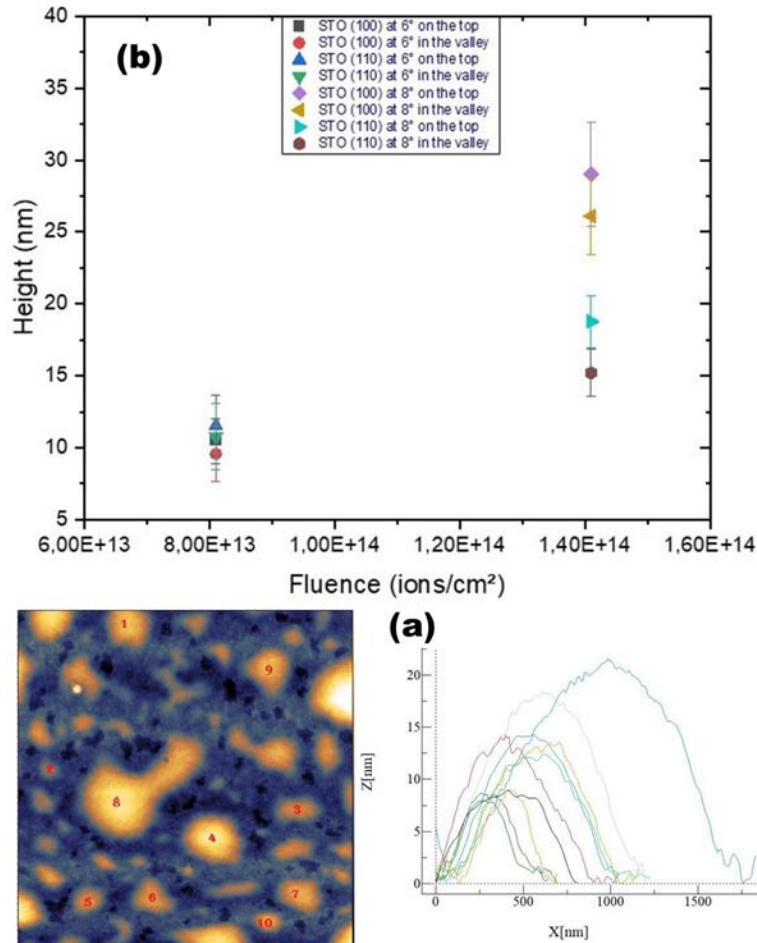 (b)
STO (100) at 6° on the top
STO (100) at 6° in the valley
STO (110) at 6° on the top
STO (110) at 6° in the valley
STO (100) at 8° on the top
STO (100) at 8° in the valley
STO (110) at 8° on the top
STO (110) at 8° in the valley
40
35
30
25
20
15
10
5
Height (nm)
6,00E+13
8,00E+13
1,00E+14
1,20E+14
1,40E+14
1,60E+14
Fluence (ions/cm²)
(a)
1
9
2
8
3
4
5
6
7
10
20
15
10
5
0
Z[nm]
0
500
1000
1500
X[nm]